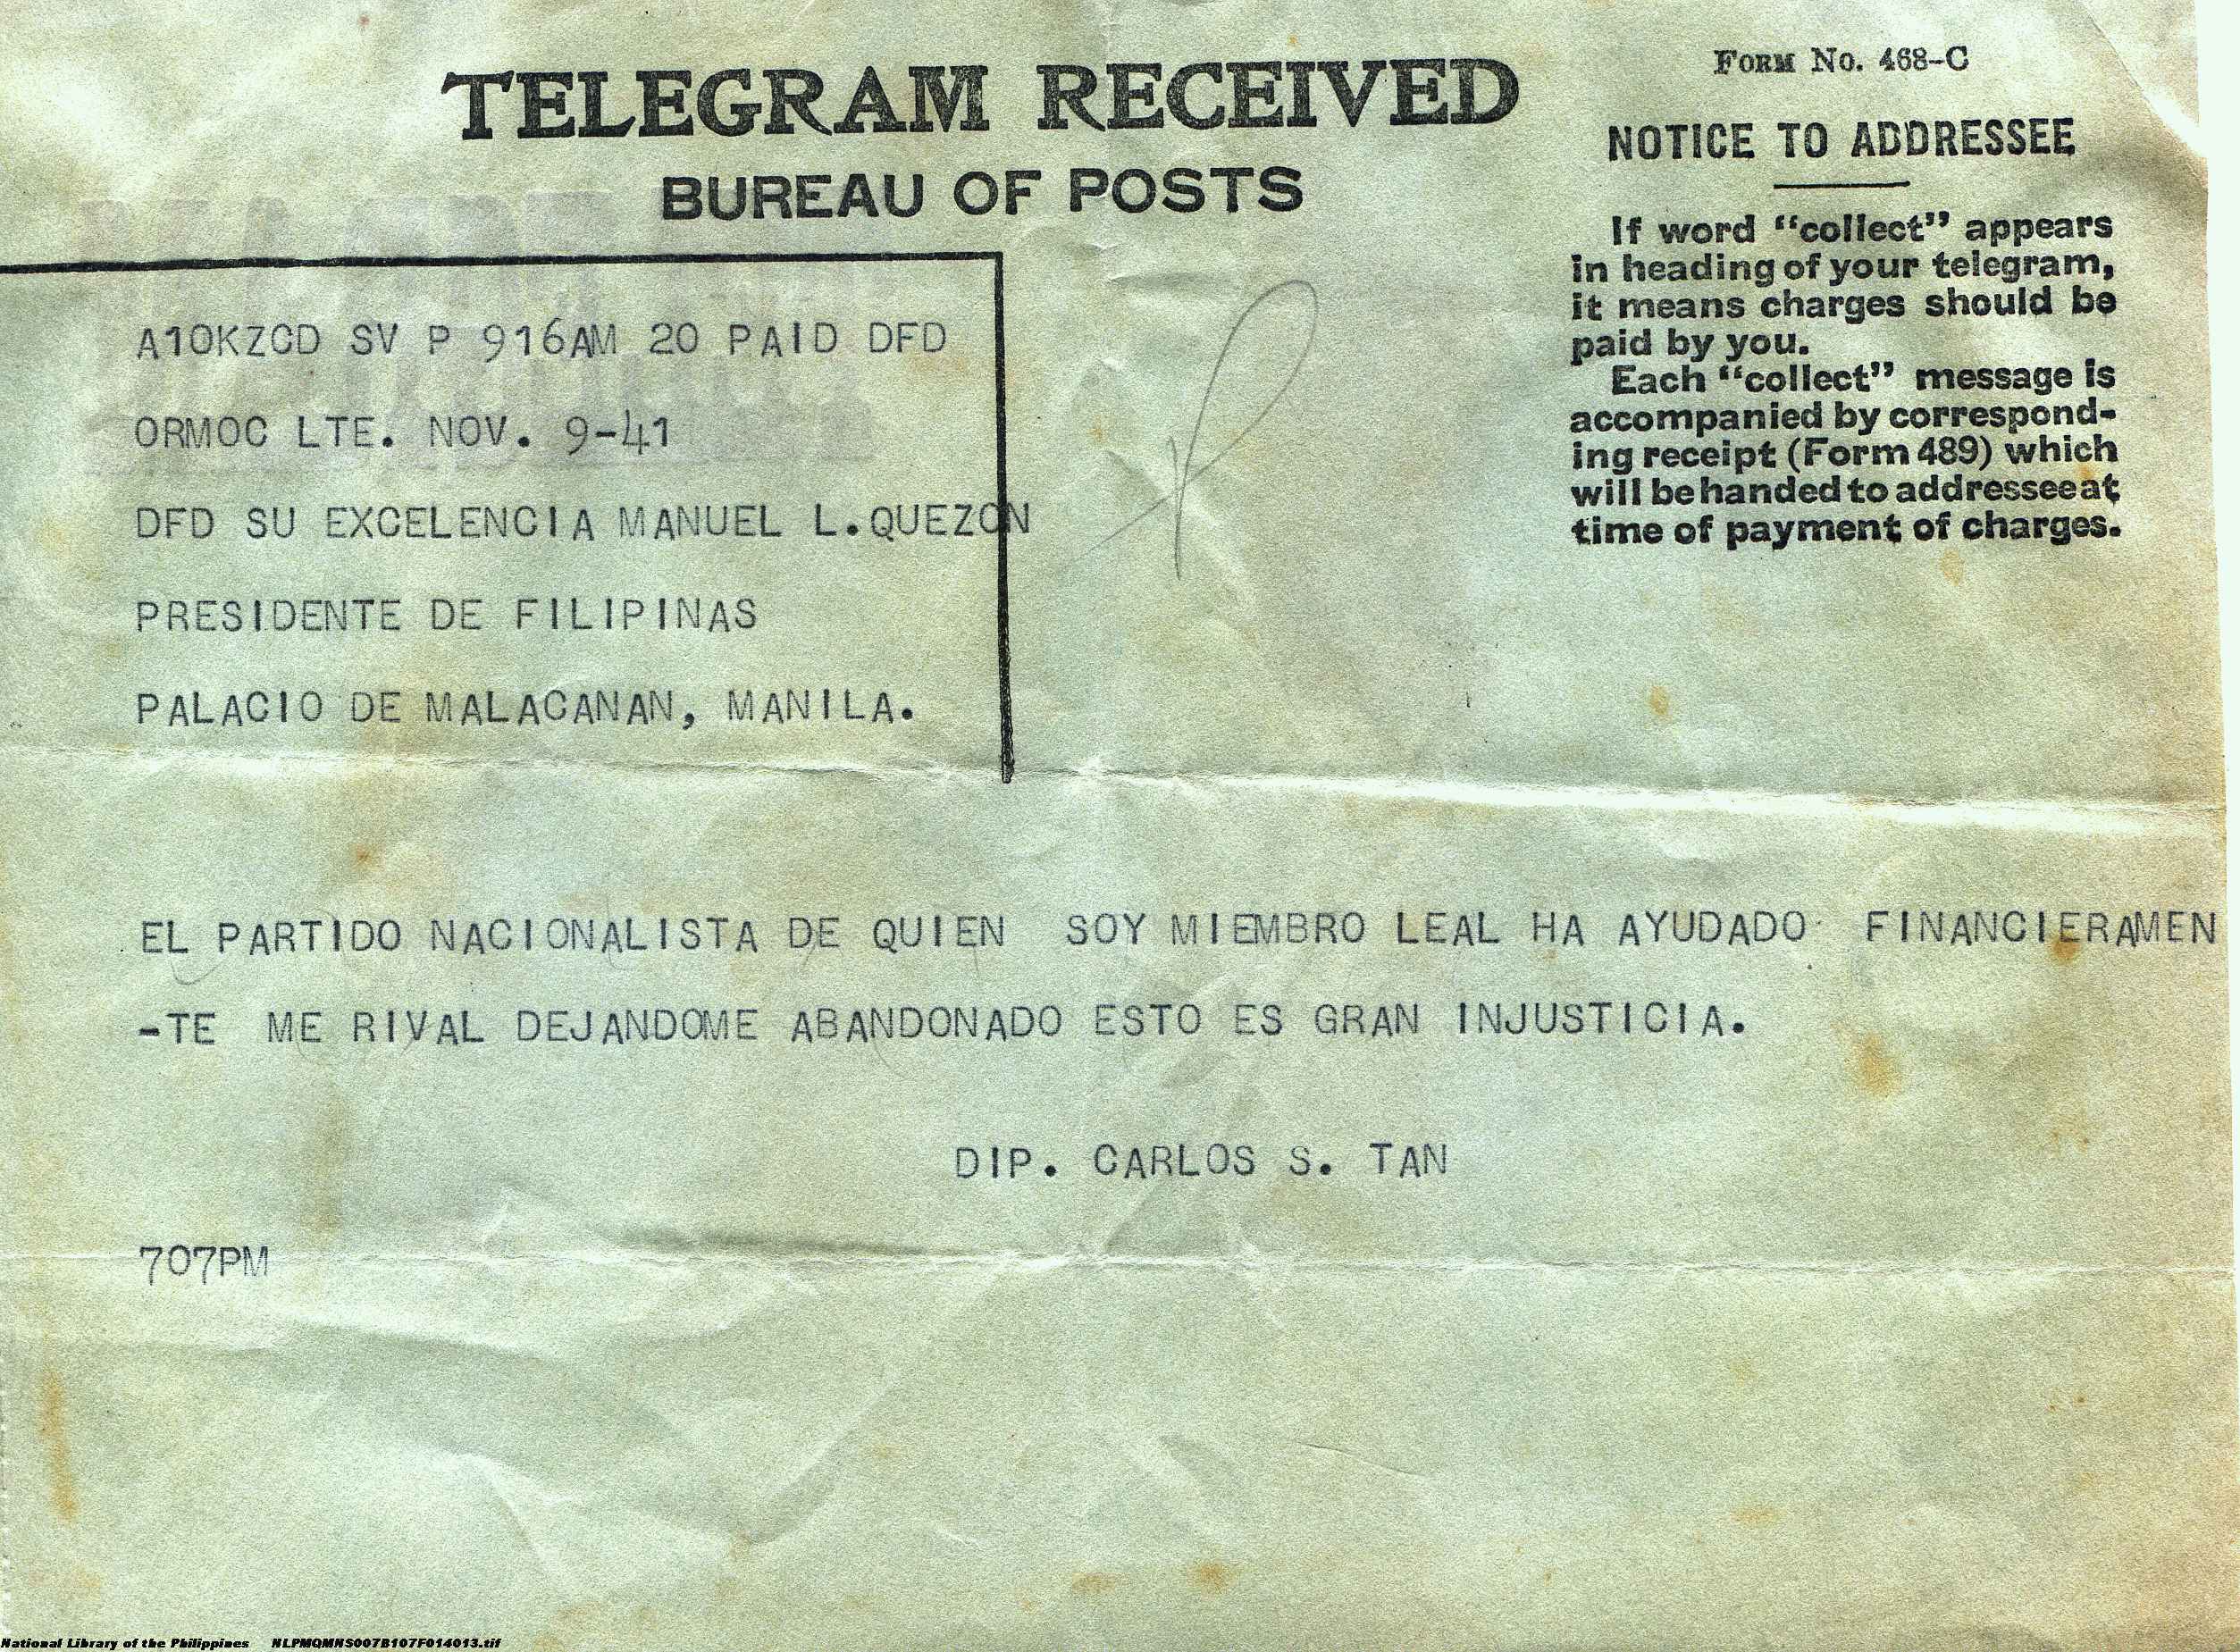 TELEGRAM RECEIVED
BUREAU OF POSTS
FORM NO. 468-C
NOTICE TO ADDRESSEE
If word “collect” appears
in heading of your telegram,
it means charges should be
paid by you.
Each “collect” message is
accompanied by correspond-
ing receipt (Form 489) which
will be handed to addressee at
time of payment of charges.
A10KZCD SV P 916AM 20 PAID DFD
ORMOC LTE. NOV. 9-41
DFD SU EXCELENCIA MANUEL L.QUEZON
PRESIDENTE DE FILIPINAS
PALACIO DE MALACANAN, MANILA.
EL PARTIDO NACIONALISTA DE QUIEN SOY MIEMBRO LEAL HA AYUDADO FINANCIERAMEN
-TE ME RIVAL DEJANDOME ABANDONADO ESTO ES GRAN INJUSTICIA.
DIP. CARLOS S. TAN
707PM
National Library of the Philippines NLPMQMNS007B107F014013.tif